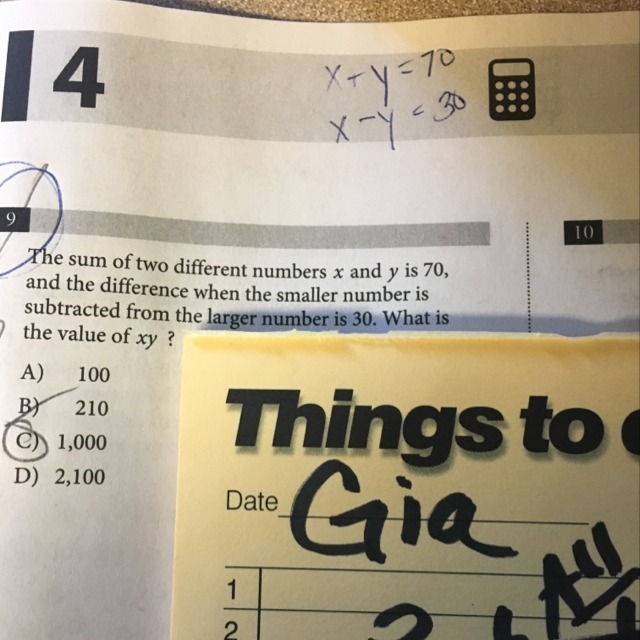 4
x+y=70
x-y=30
9
10
The sum of two different numbers x and y is 70,
and the difference when the smaller number is
subtracted from the larger number is 30. What is
the value of xy ?
A) 100
B) 210
C) 1,000
D) 2,100
Things to
Date Gia
1
All
2